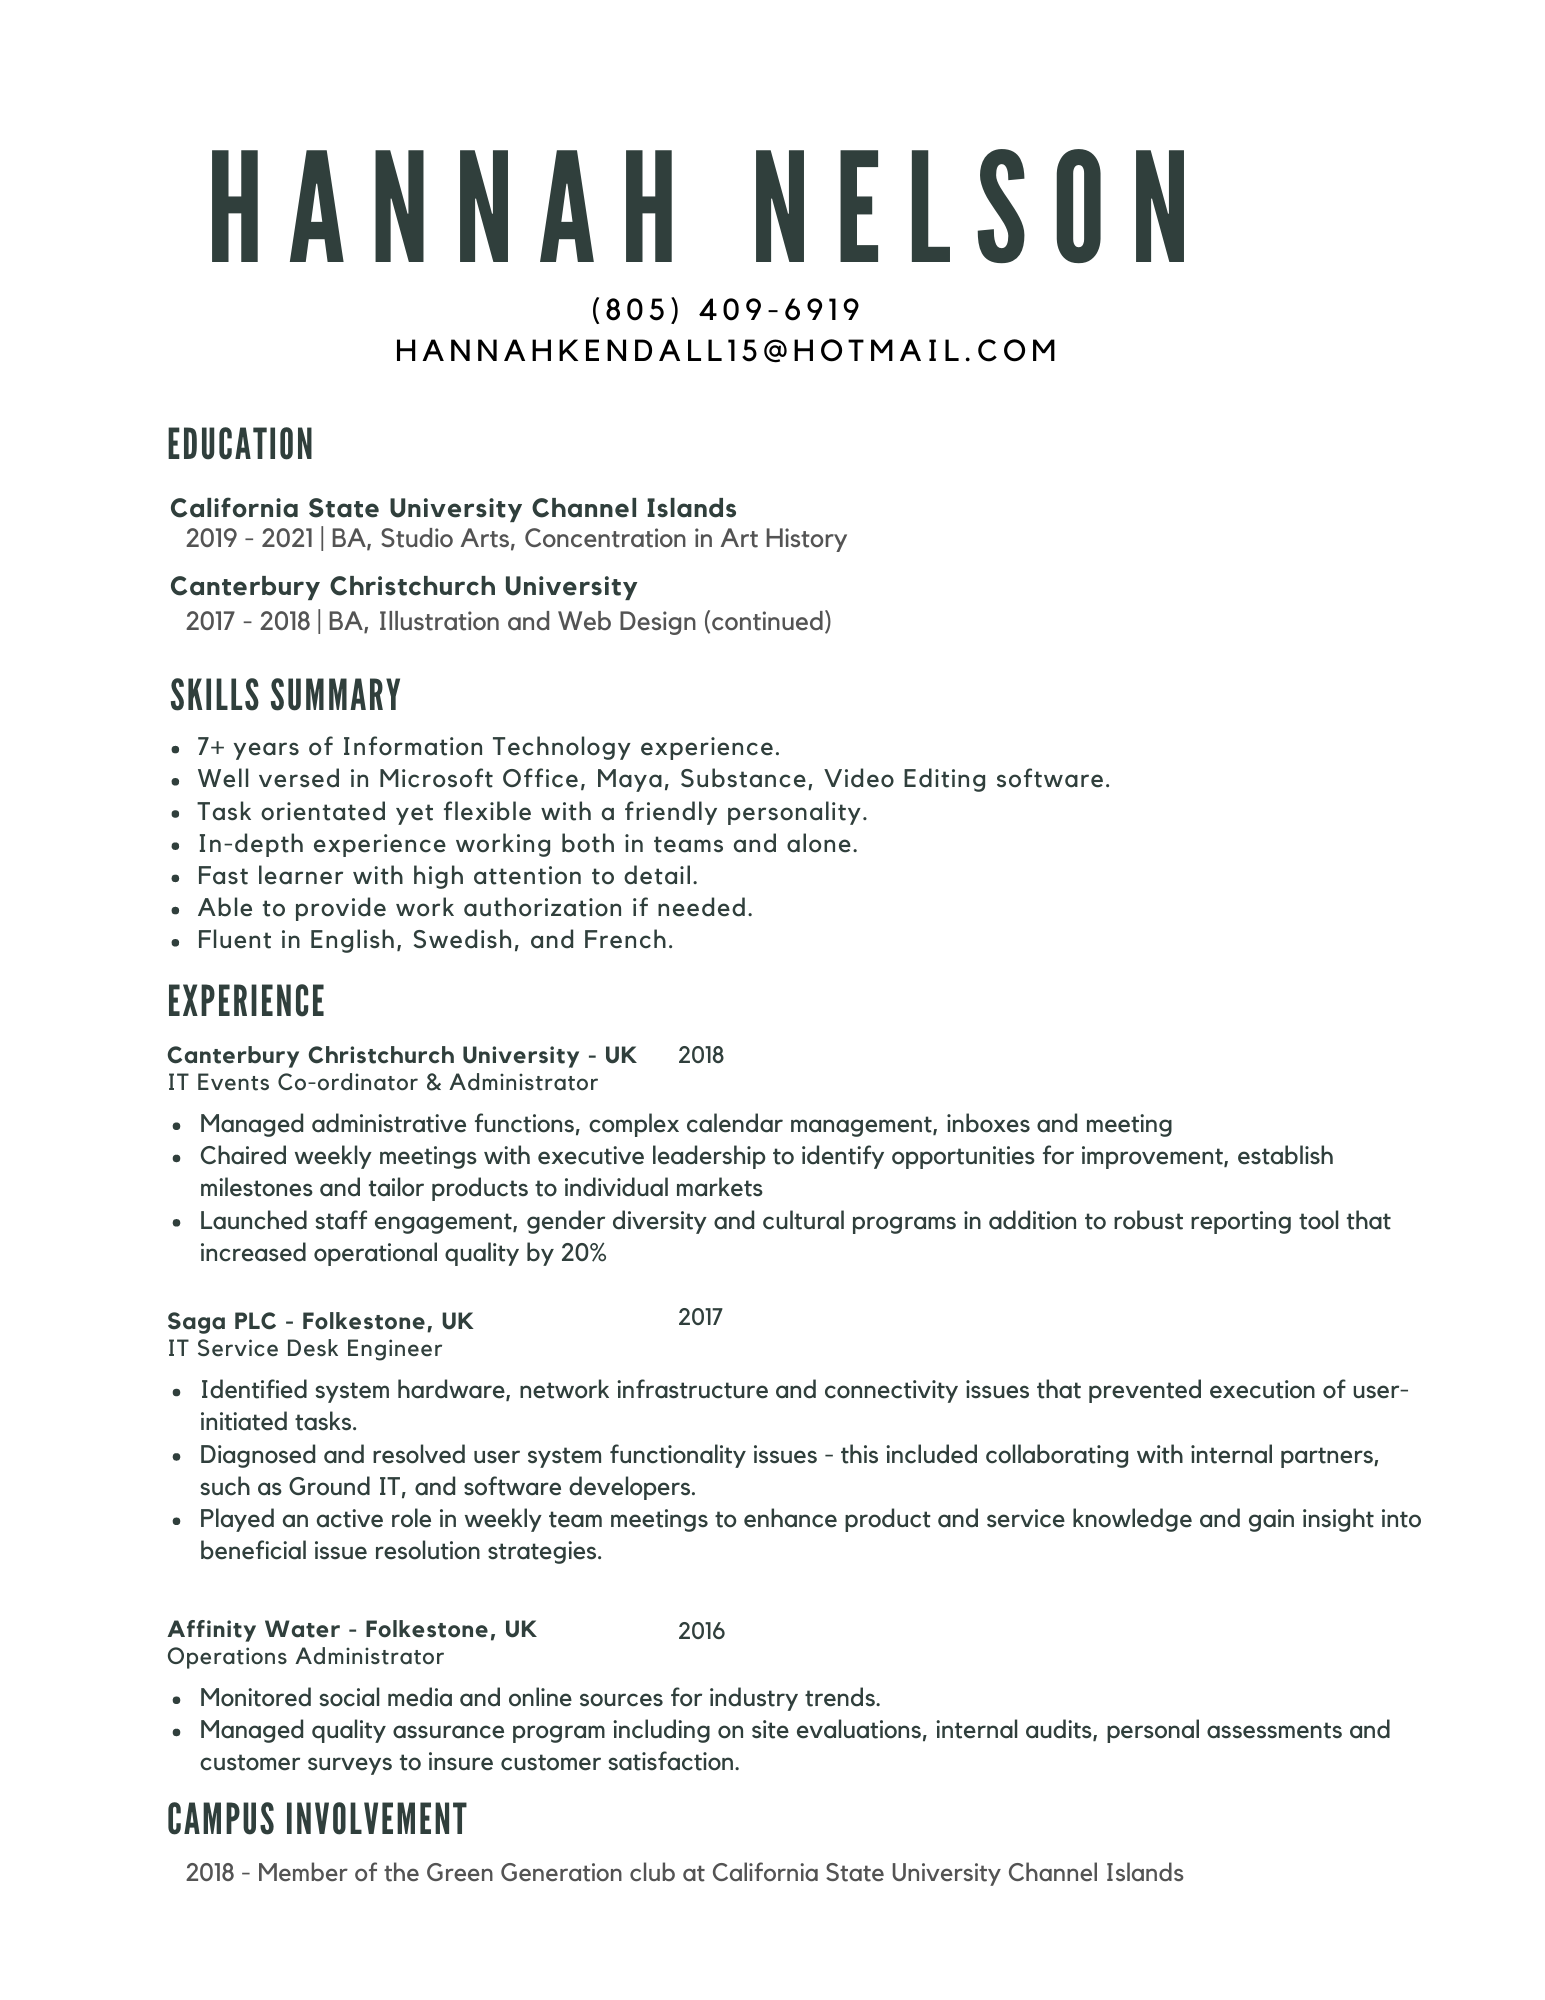 HANNAH NELSON
(805) 409-6919
HANNAHKENDALL15@HOTMAIL.COM
EDUCATION
California State University Channel Islands
2019 - 2021 | BA, Studio Arts, Concentration in Art History
Canterbury Christchurch University
2017 - 2018 | BA, Illustration and Web Design (continued)
SKILLS SUMMARY
• 7+ years of Information Technology experience.
• Well versed in Microsoft Office, Maya, Substance, Video Editing software.
• Task orientated yet flexible with a friendly personality.
• In-depth experience working both in teams and alone.
• Fast learner with high attention to detail.
• Able to provide work authorization if needed.
• Fluent in English, Swedish, and French.
EXPERIENCE
Canterbury Christchurch University - UK 2018
IT Events Co-ordinator & Administrator
• Managed administrative functions, complex calendar management, inboxes and meeting
• Chaired weekly meetings with executive leadership to identify opportunities for improvement, establish
milestones and tailor products to individual markets
• Launched staff engagement, gender diversity and cultural programs in addition to robust reporting tool that
increased operational quality by 20%
Saga PLC - Folkestone, UK 2017
IT Service Desk Engineer
• Identified system hardware, network infrastructure and connectivity issues that prevented execution of user-
initiated tasks.
• Diagnosed and resolved user system functionality issues - this included collaborating with internal partners,
such as Ground IT, and software developers.
• Played an active role in weekly team meetings to enhance product and service knowledge and gain insight into
beneficial issue resolution strategies.
Affinity Water - Folkestone, UK 2016
Operations Administrator
• Monitored social media and online sources for industry trends.
• Managed quality assurance program including on site evaluations, internal audits, personal assessments and
customer surveys to insure customer satisfaction.
CAMPUS INVOLVEMENT
2018 - Member of the Green Generation club at California State University Channel Islands